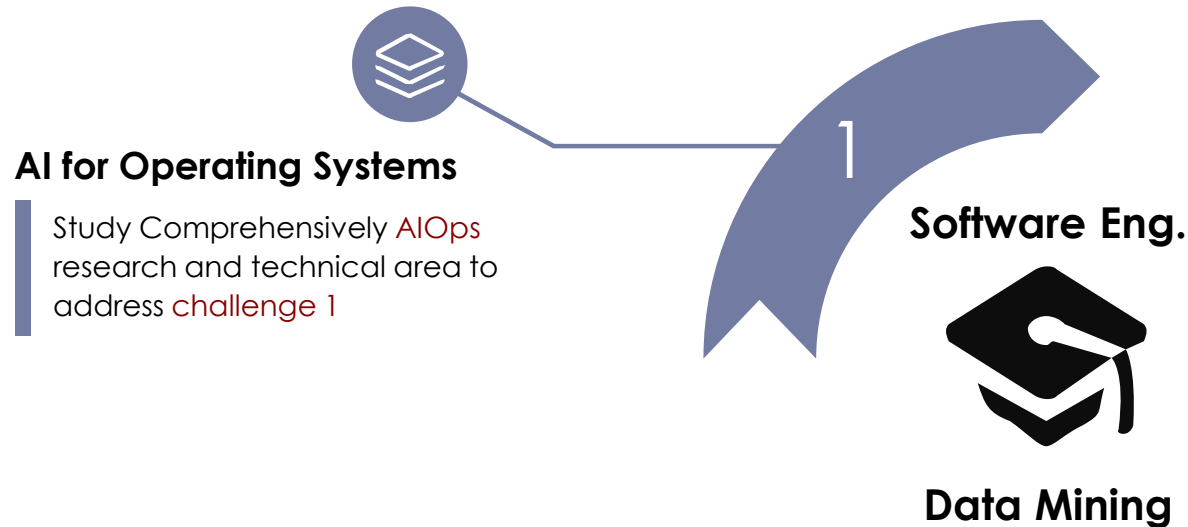 1
AI for Operating Systems
Study Comprehensively AIOps
research and technical area to
address challenge 1
Software Eng.
Data Mining